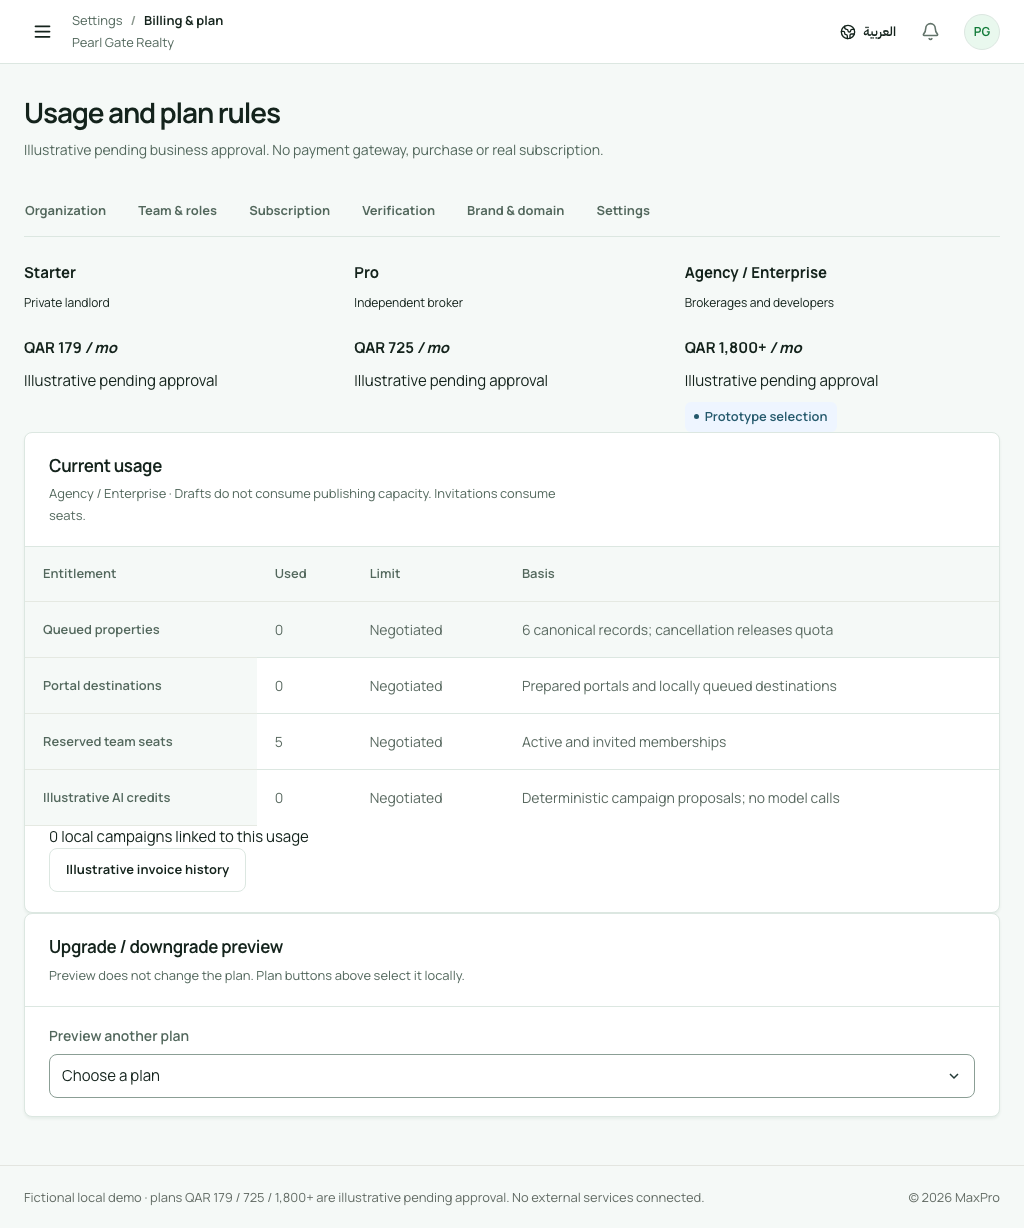 Settings / Billing & plan
Pearl Gate Realty
العربية
PG
Usage and plan rules
Illustrative pending business approval. No payment gateway, purchase or real subscription.
Organization Team & roles Subscription Verification Brand & domain Settings
Starter
Private landlord
QAR 179 / mo
Illustrative pending approval
Pro
Independent broker
QAR 725 / mo
Illustrative pending approval
Agency / Enterprise
Brokerages and developers
QAR 1,800+ / mo
Illustrative pending approval
Prototype selection
Current usage
Agency / Enterprise · Drafts do not consume publishing capacity. Invitations consume
seats.
Entitlement Used Limit Basis
Queued properties 0 Negotiated 6 canonical records; cancellation releases quota
Portal destinations 0 Negotiated Prepared portals and locally queued destinations
Reserved team seats 5 Negotiated Active and invited memberships
Illustrative AI credits 0 Negotiated Deterministic campaign proposals; no model calls
0 local campaigns linked to this usage
Illustrative invoice history
Upgrade / downgrade preview
Preview does not change the plan. Plan buttons above select it locally.
Preview another plan
Choose a plan
Fictional local demo · plans QAR 179 / 725 / 1,800+ are illustrative pending approval. No external services connected.
© 2026 MaxPro